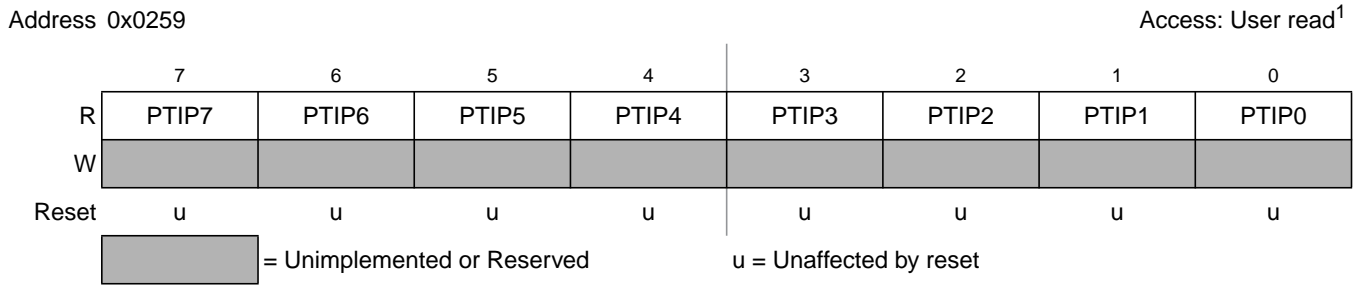 Address 0x0259 Access: User read1
7 6 5 4 3 2 1 0
R PTIP7 PTIP6 PTIP5 PTIP4 PTIP3 PTIP2 PTIP1 PTIP0
W
Reset u u u u u u u u
= Unimplemented or Reserved u = Unaffected by reset